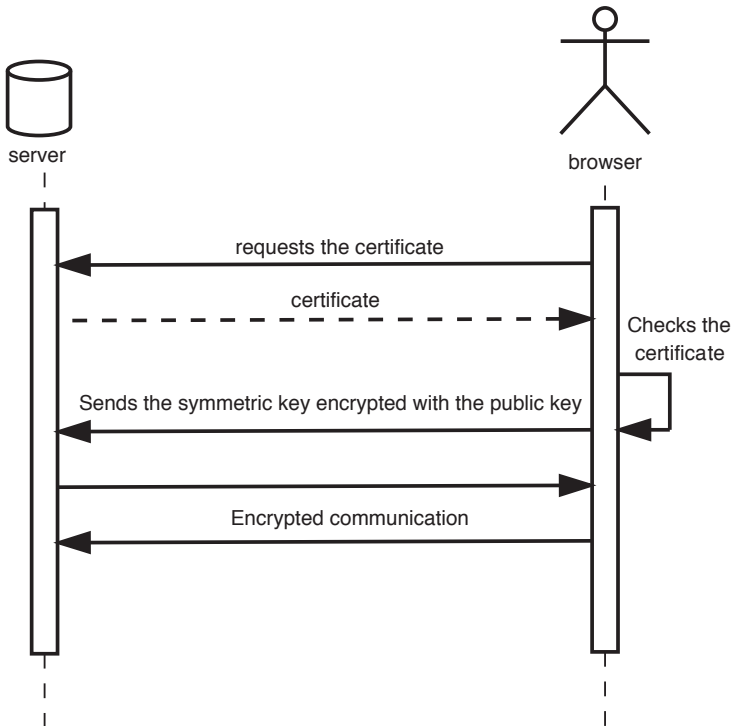 server
browser
requests the certificate
certificate
Checks the
certificate
Sends the symmetric key encrypted with the public key
Encrypted communication